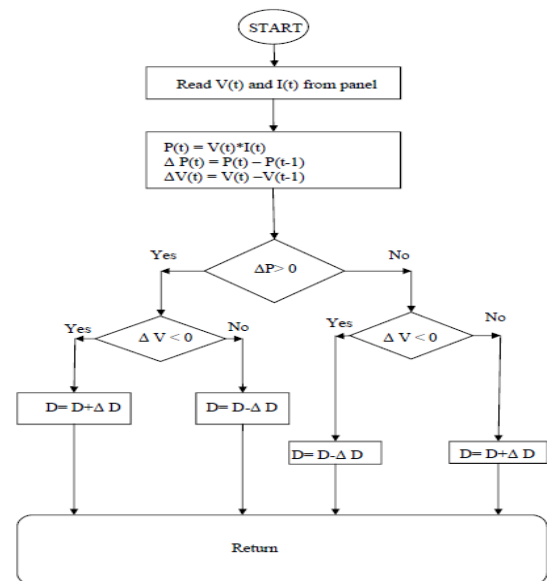 START
Read V(t) and I(t) from panel
P(t) = V(t)*I(t)
Δ P(t) = P(t) – P(t-1)
ΔV(t) = V(t) –V(t-1)
Yes
No
ΔP> 0
Yes
Δ V < 0
No
Yes
Δ V < 0
No
D= D+Δ D
D= D-Δ D
D= D-Δ D
D= D+Δ D
Return